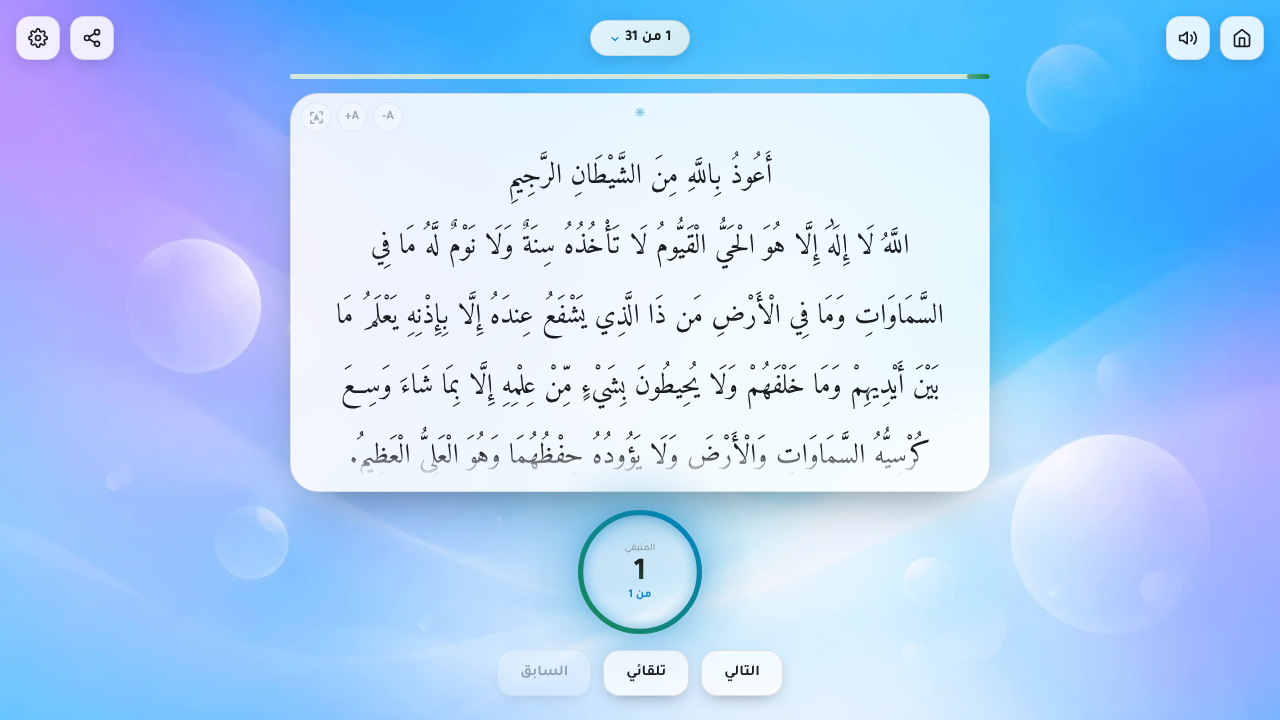 1 من 31
A+
A-
أَعُوذُ بِاللَّهِ مِنَ الشَّيْطَانِ الرَّجِيمِ
اللَّهُ لَا إِلَهَٰ إِلَّا هُوَ الْحَيُّ الْقَيُّومُ لَا تَأْخُذُهُ سِنَةٌ وَلَا نَوْمٌ لَّهُ مَا فِي
السَّمَاوَاتِ وَمَا فِي الْأَرْضِ مَن ذَا الَّذِي يَشْفَعُ عِندَهُ إِلَّا بِإِذْنِهِ يَعْلَمُ مَا
بَيْنَ أَيْدِيهِمْ وَمَا خَلْفَهُمْ وَلَا يُحِيطُونَ بِشَيْءٍ مِّنْ عِلْمِهِ إِلَّا بِمَا شَاءَ وَسِعَ
كُرْسِيُّهُ السَّمَاوَاتِ وَالْأَرْضَ وَلَا يَؤُودُهُ حِفْظُهُمَا وَهُوَ الْعَلِيُّ الْعَظِيمُ.
المتبقي
1
من 1
التالي
تلقائي
السابق